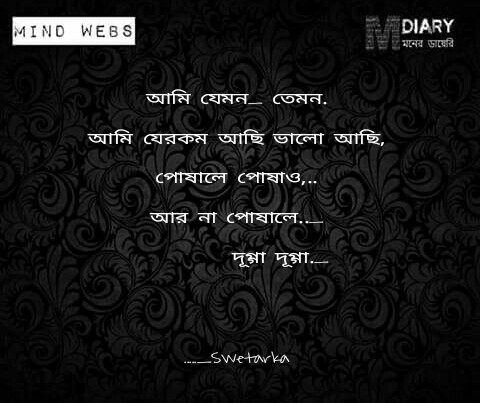 MIND WEBS
M DIARY
মনের ডায়েরি
আমি যেমন_ তেমন.
আমি যেরকম আছি ভালো আছি,
পোষালে পোষাও,..
আর না পোষালে.._
দূগ্গা দূগ্গা._
....._Swetarka